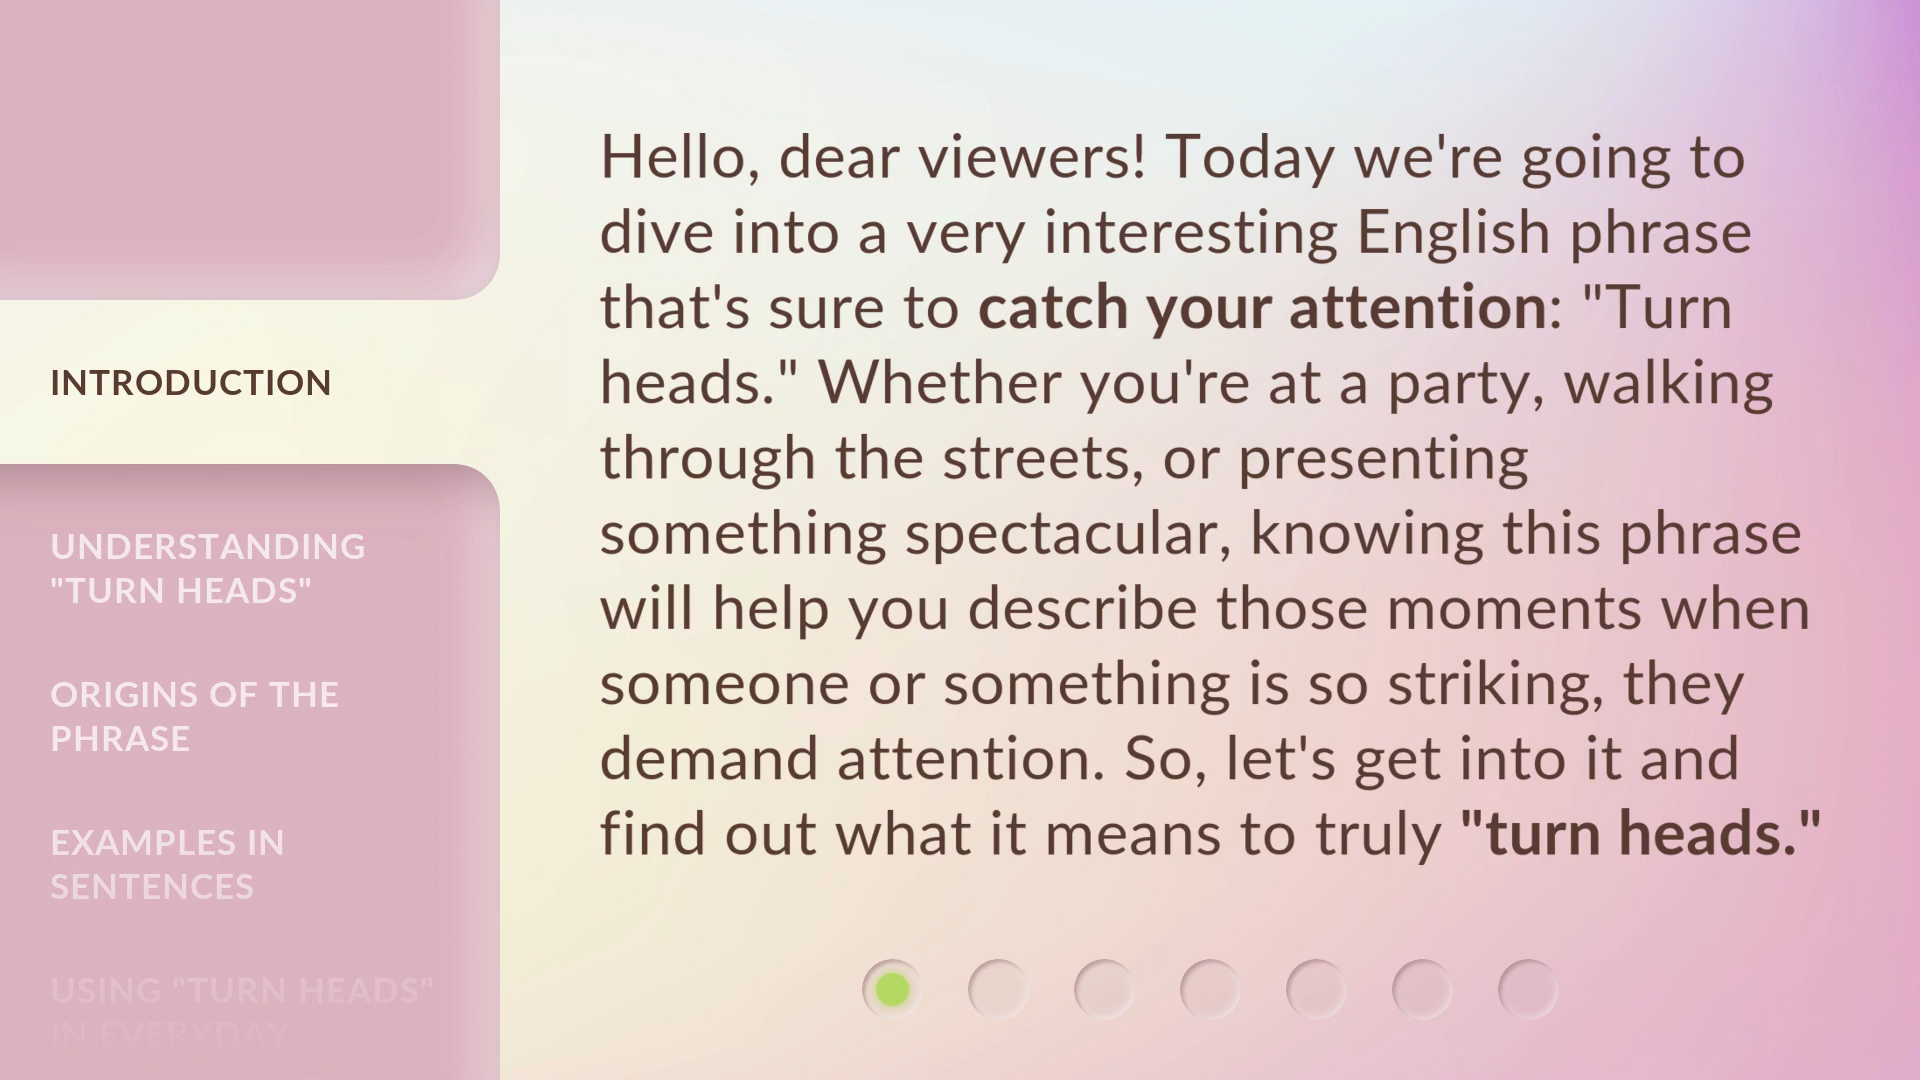 INTRODUCTION
UNDERSTANDING
"TURN HEADS"
ORIGINS OF THE
PHRASE
EXAMPLES IN
SENTENCES
USING "TURN HEADS"
IN EVERYDAY
Hello, dear viewers! Today we're going to
dive into a very interesting English phrase
that's sure to catch your attention: "Turn
heads." Whether you're at a party, walking
through the streets, or presenting
something spectacular, knowing this phrase
will help you describe those moments when
someone or something is so striking, they
demand attention. So, let's get into it and
find out what it means to truly "turn heads."